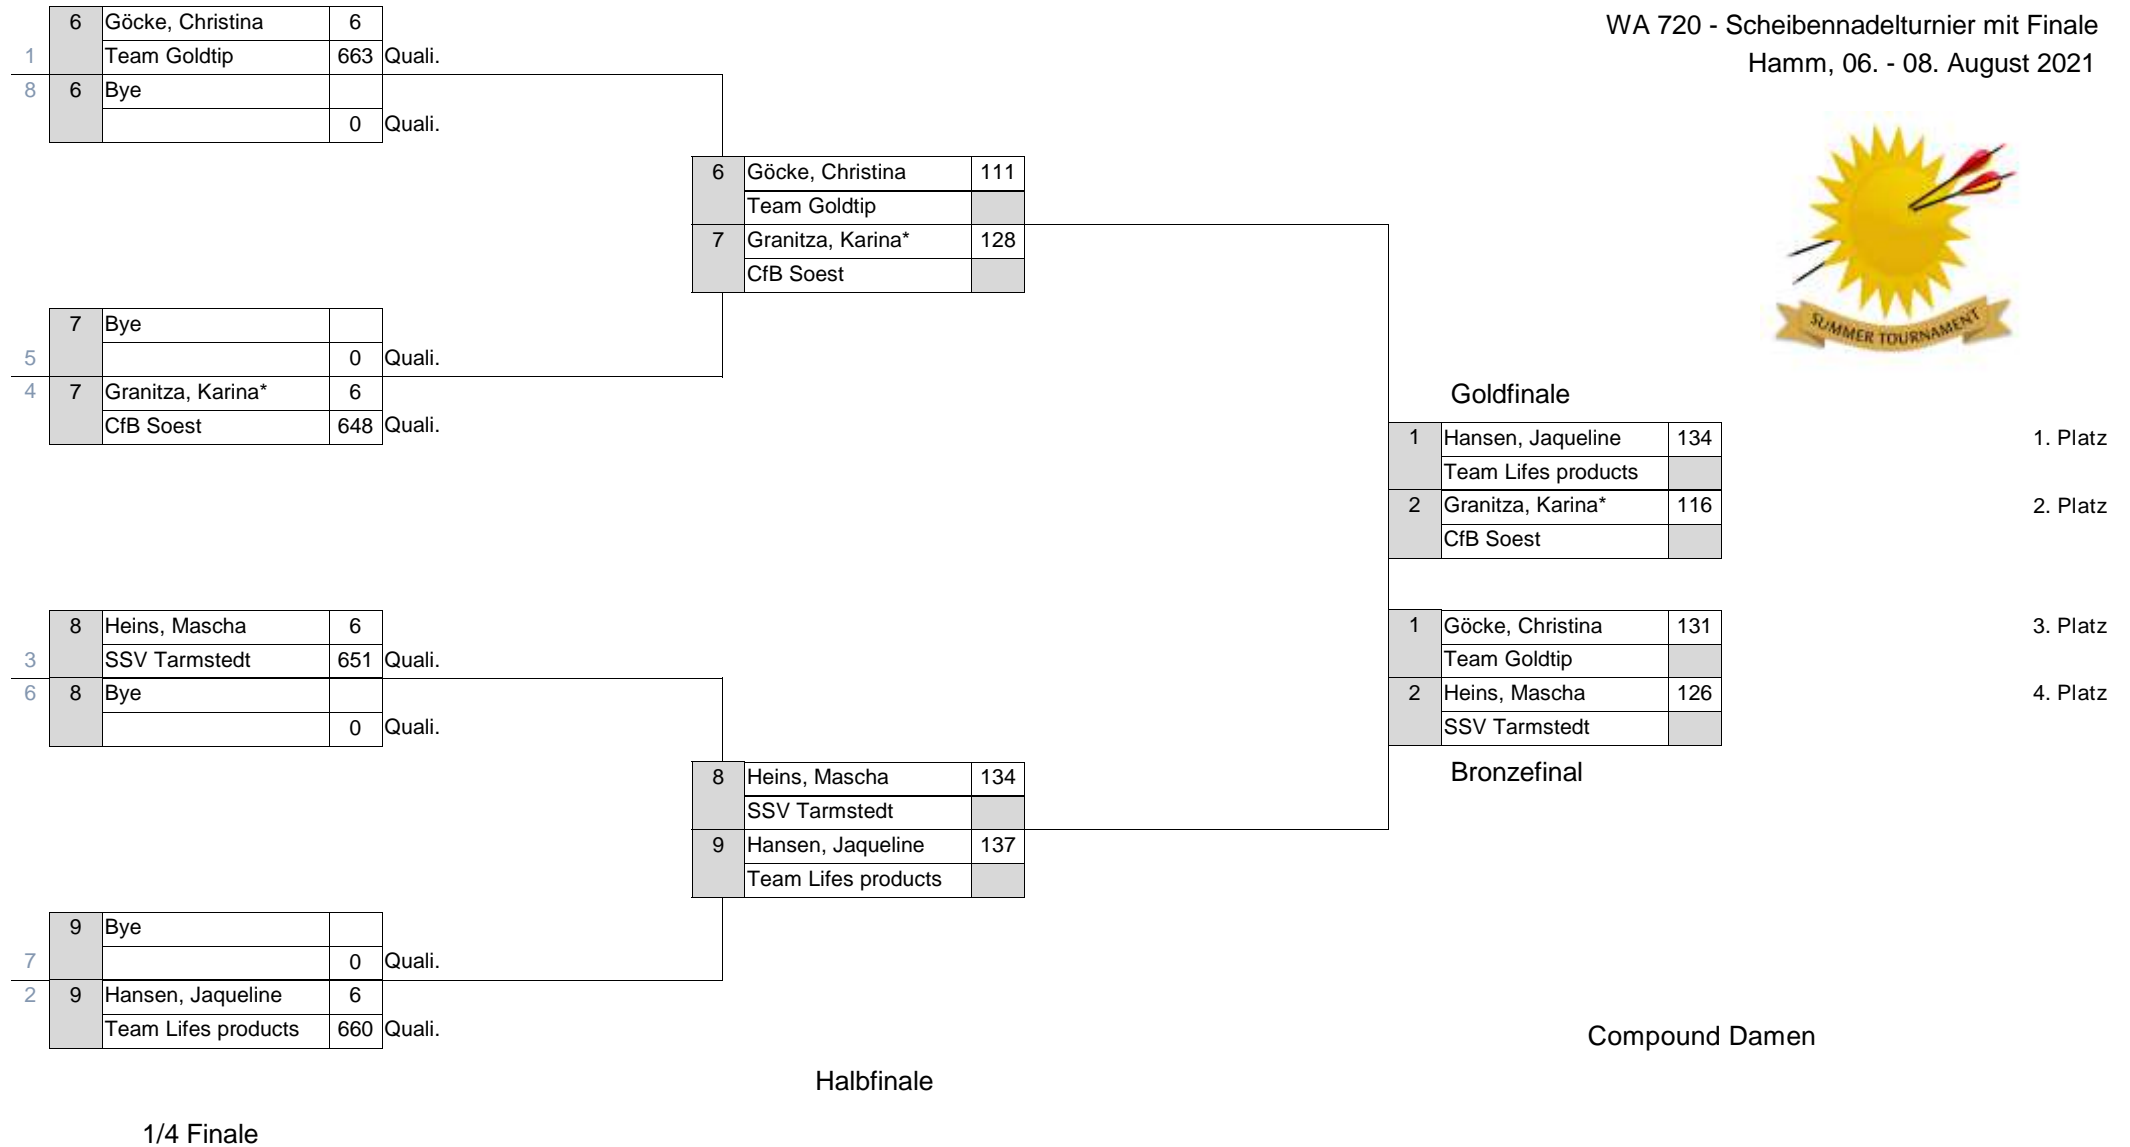 WA 720 - Scheibennadelturnier mit Finale
Hamm, 06. - 08. August 2021
SUMMER TOURNAMENT
6 Göcke, Christina 6
1 Team Goldtip 663 Quali.
8 6 Bye
0 Quali.
7 Bye
5 0 Quali.
4 7 Granitza, Karina* 6
CfB Soest 648 Quali.
8 Heins, Mascha 6
3 SSV Tarmstedt 651 Quali.
6 8 Bye
0 Quali.
9 Bye
7 0 Quali.
2 9 Hansen, Jaqueline 6
Team Lifes products 660 Quali.
1/4 Finale
6 Göcke, Christina 111
Team Goldtip
7 Granitza, Karina* 128
CfB Soest
8 Heins, Mascha 134
SSV Tarmstedt
9 Hansen, Jaqueline 137
Team Lifes products
Halbfinale
Goldfinale
1 Hansen, Jaqueline 134 1. Platz
Team Lifes products
2 Granitza, Karina* 116 2. Platz
CfB Soest
1 Göcke, Christina 131 3. Platz
Team Goldtip
2 Heins, Mascha 126 4. Platz
SSV Tarmstedt
Bronzefinal
Compound Damen